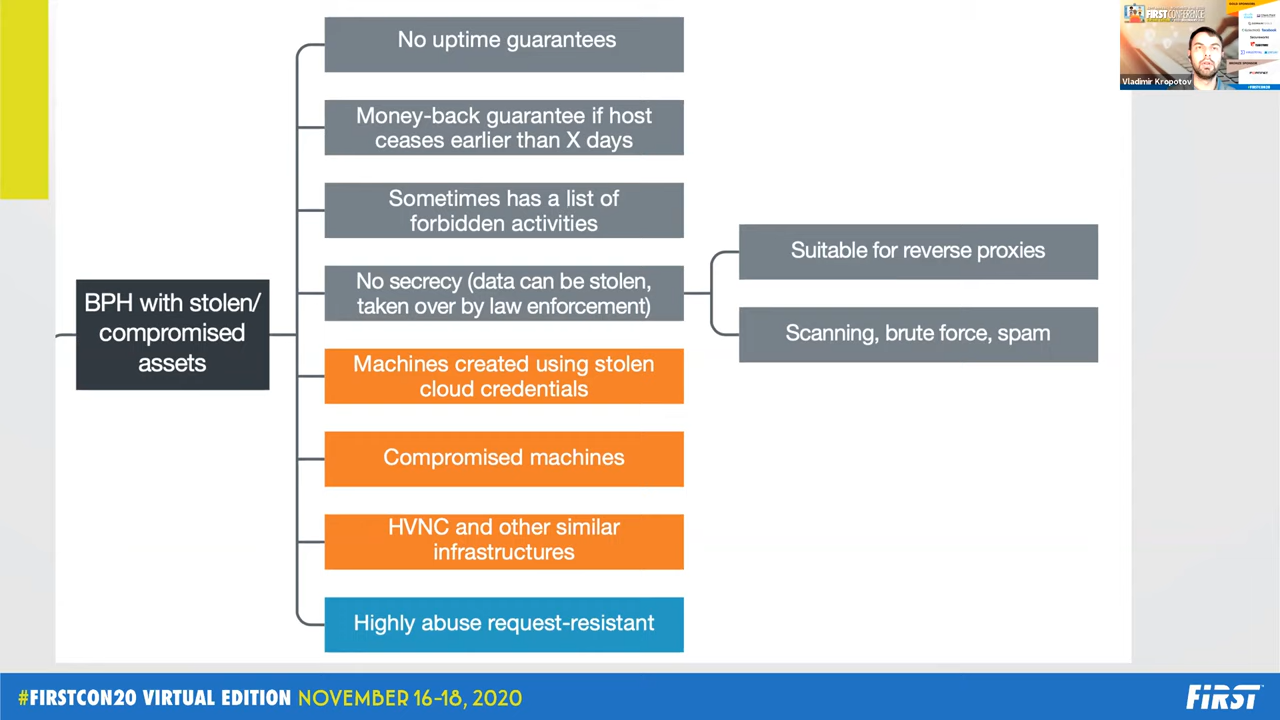 No uptime guarantees
Money-back guarantee if host
ceases earlier than X days
Sometimes has a list of
forbidden activities
No secrecy (data can be stolen,
taken over by law enforcement)
Suitable for reverse proxies
Scanning, brute force, spam
BPH with stolen/
compromised
assets
Machines created using stolen
cloud credentials
Compromised machines
HVNC and other similar
infrastructures
Highly abuse request-resistant
FIRSTCONFERENCE
Vladimir Kropotov
#FIRSTCON20 VIRTUAL EDITION NOVEMBER 16-18, 2020
FiRST